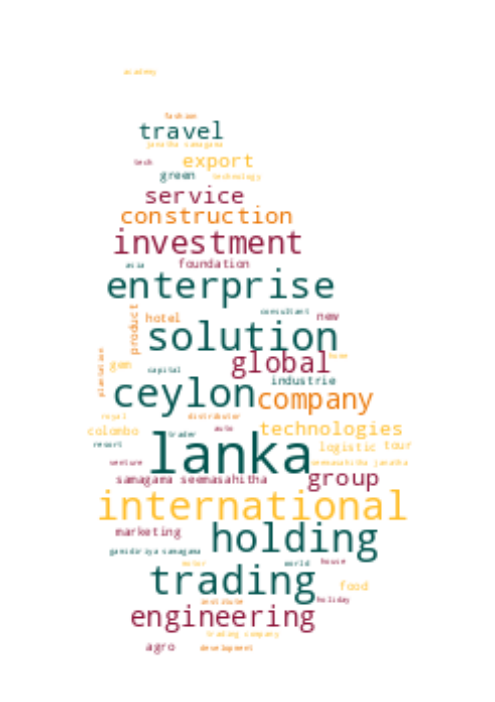 academy
fashion
travel
janatha samagama
tech export
green technology
service
construction
investment
asia foundation
enterprise
consultant
product hotel new
solution
global home
plantation gem capital
industrie
ceylon company
royal distributor
colombo trader auto technologies
resort lanka logistic tour
venture seemasahitha janatha
samagama seemasahitha group
international
marketing holding
gamidiriya samagama
motor world house
trading food
institute holiday
engineering
trading company
agro development